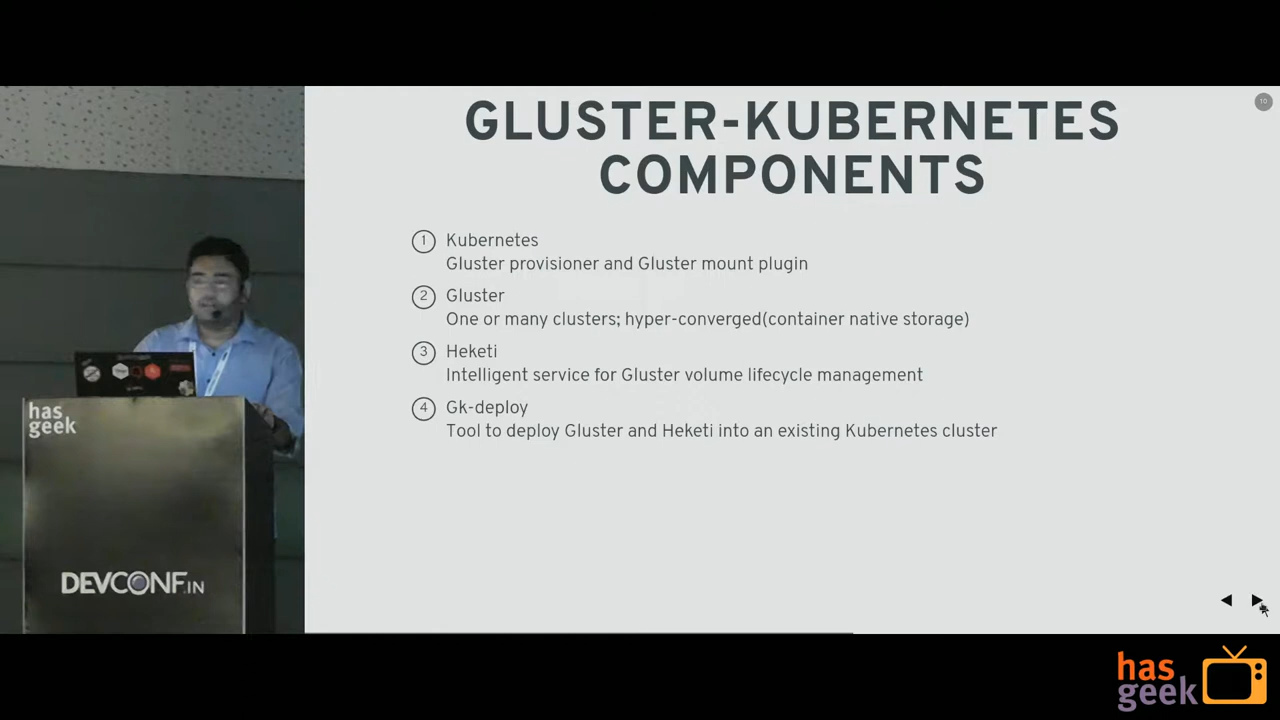 GLUSTER-KUBERNETES
COMPONENTS
10
1 Kubernetes
Gluster provisioner and Gluster mount plugin
2 Gluster
One or many clusters; hyper-converged(container native storage)
3 Heketi
Intelligent service for Gluster volume lifecycle management
4 Gk-deploy
Tool to deploy Gluster and Heketi into an existing Kubernetes cluster
has
geek
DEVCONF.IN
has
geek